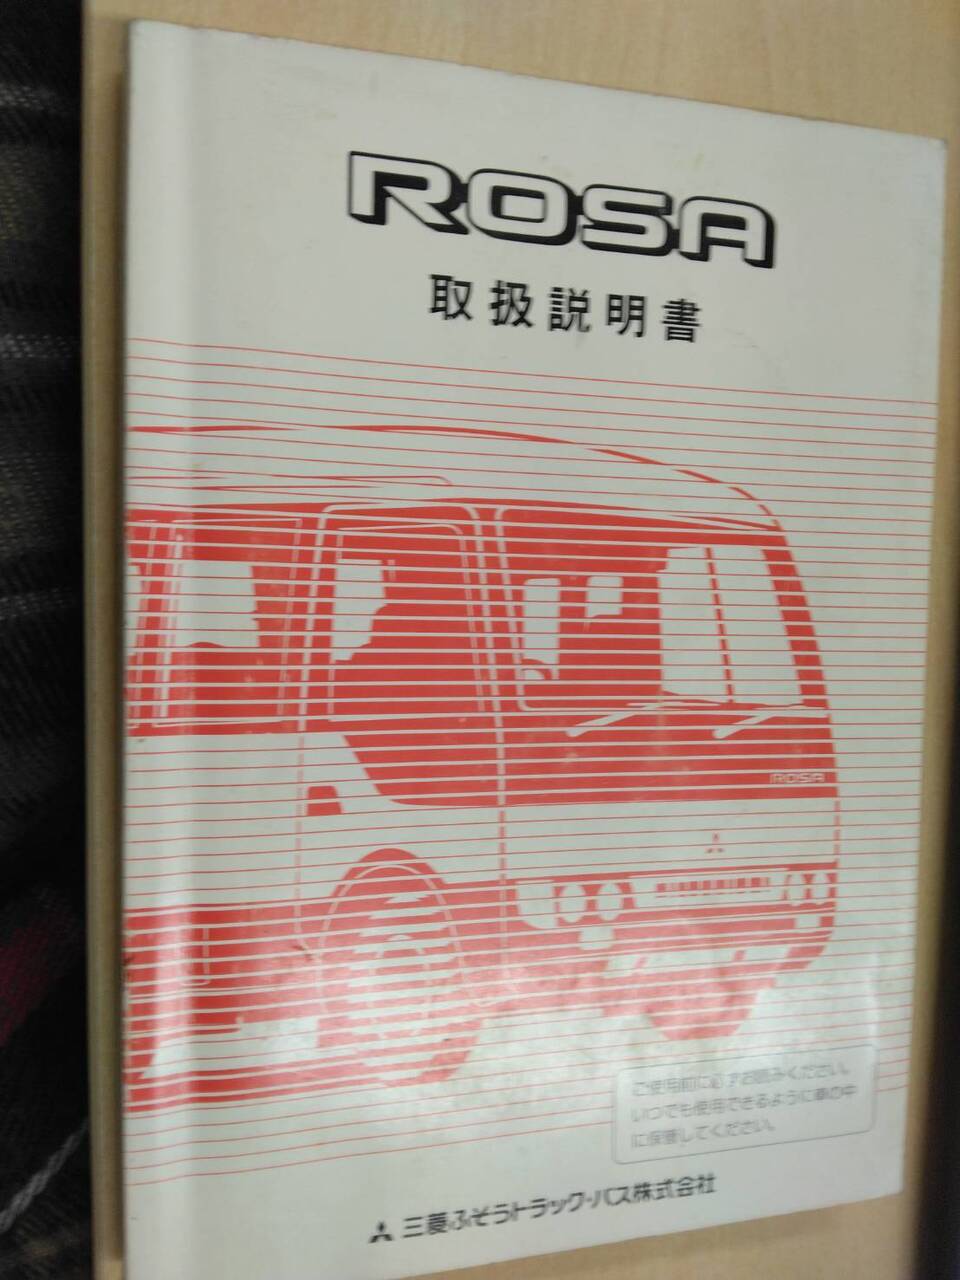 ROSA
取扱説明書
ROSA
ご使用前に必ずお読みください。
いつでも使用できるように車の中
に保管してください。
三菱ふそうトラック・バス株式会社